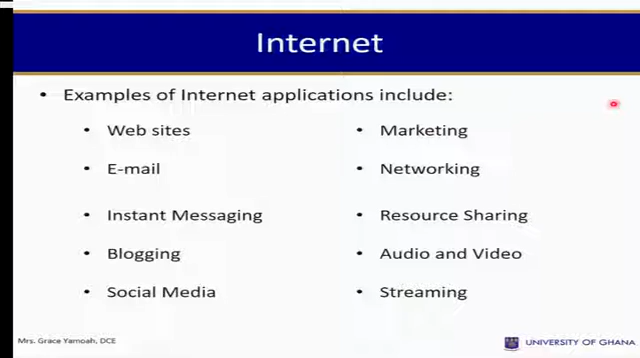 Internet
• Examples of Internet applications include:
• Web sites
• E-mail
• Instant Messaging
• Blogging
• Social Media
• Marketing
• Networking
• Resource Sharing
• Audio and Video
• Streaming
Mrs. Grace Yamoah, DCE
UNIVERSITY OF GHANA